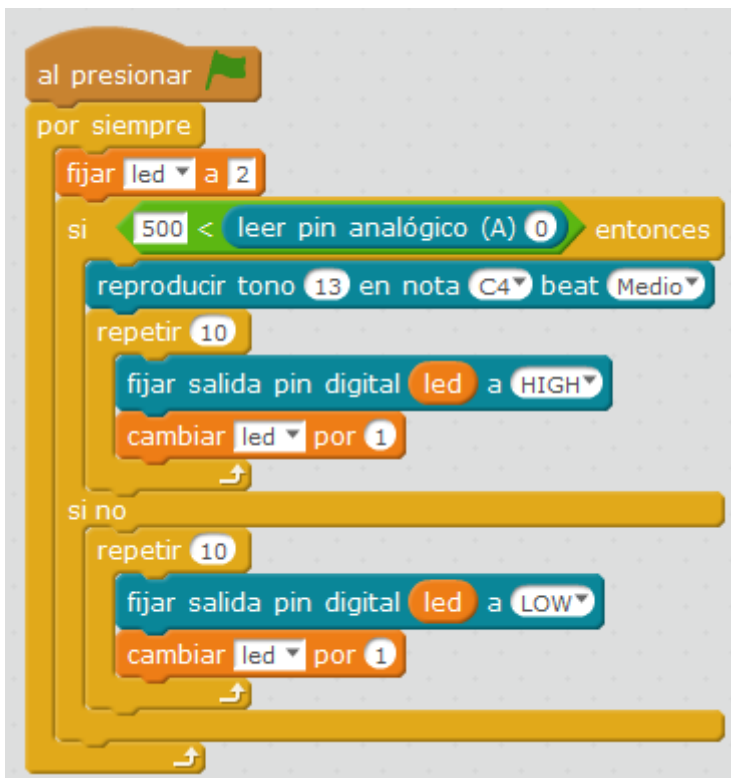 al presionar
por siempre
fijar led a 2
si 500 < leer pin analógico (A) 0 entonces
reproducir tono 13 en nota C4 beat Medio
repetir 10
fijar salida pin digital led a HIGH
cambiar led por 1
si no
repetir 10
fijar salida pin digital led a LOW
cambiar led por 1